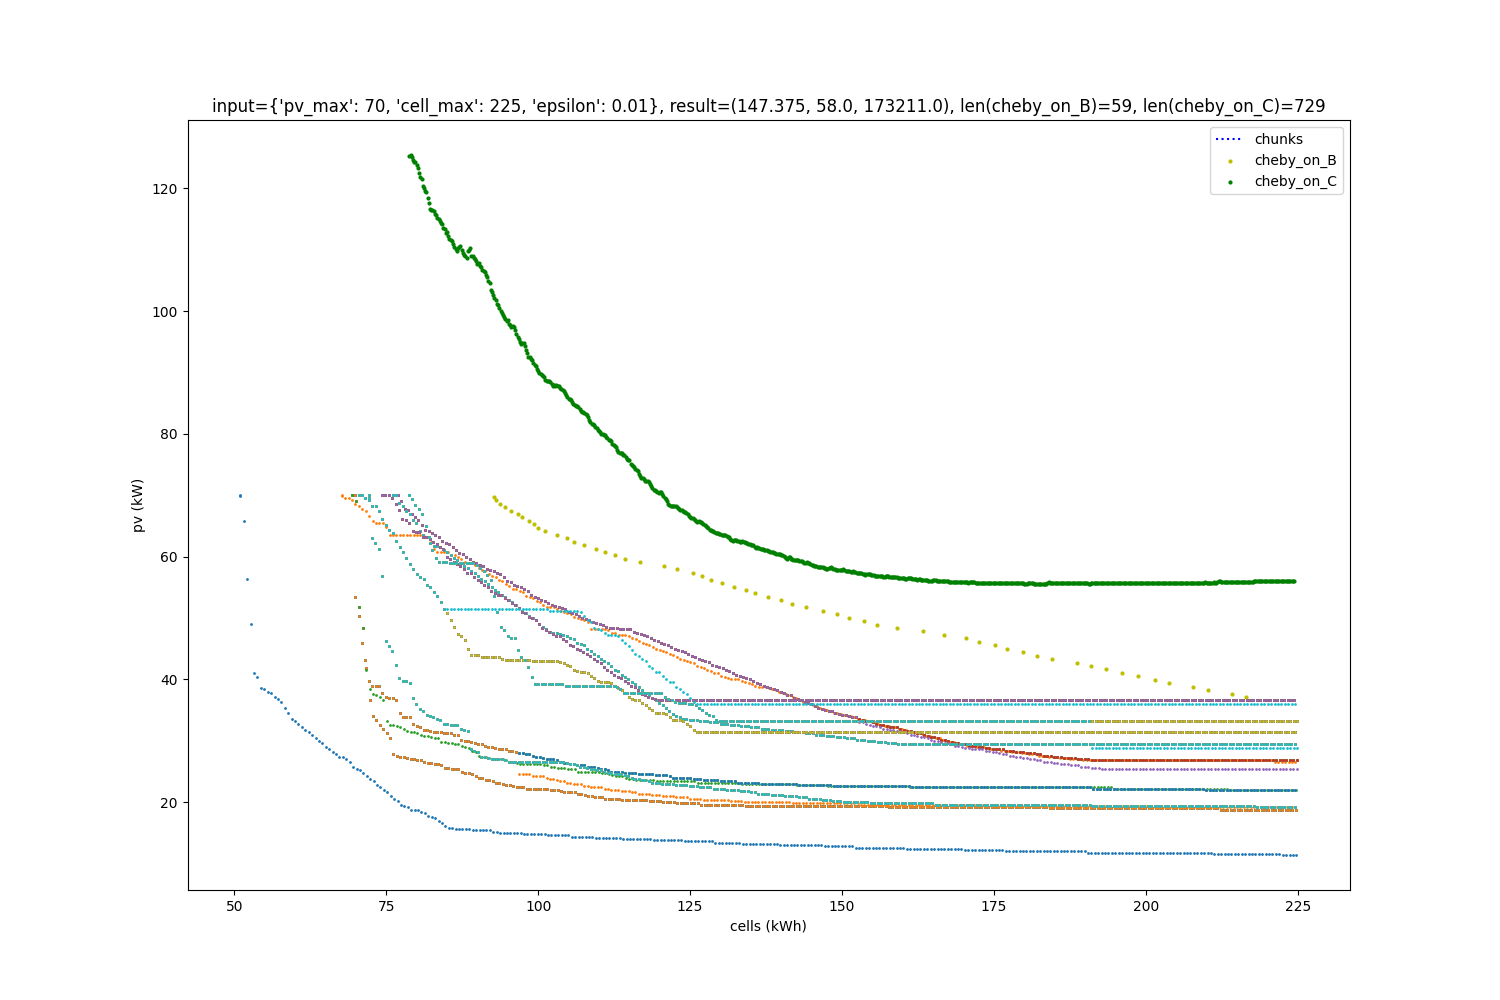 input={'pv_max': 70, 'cell_max': 225, 'epsilon': 0.01}, result=(147.375, 58.0, 173211.0), len(cheby_on_B)=59, len(cheby_on_C)=729
chunks
cheby_on_B
cheby_on_C
120
100
80
60
40
20
pv (kW)
50 75 100 125 150 175 200 225
cells (kWh)